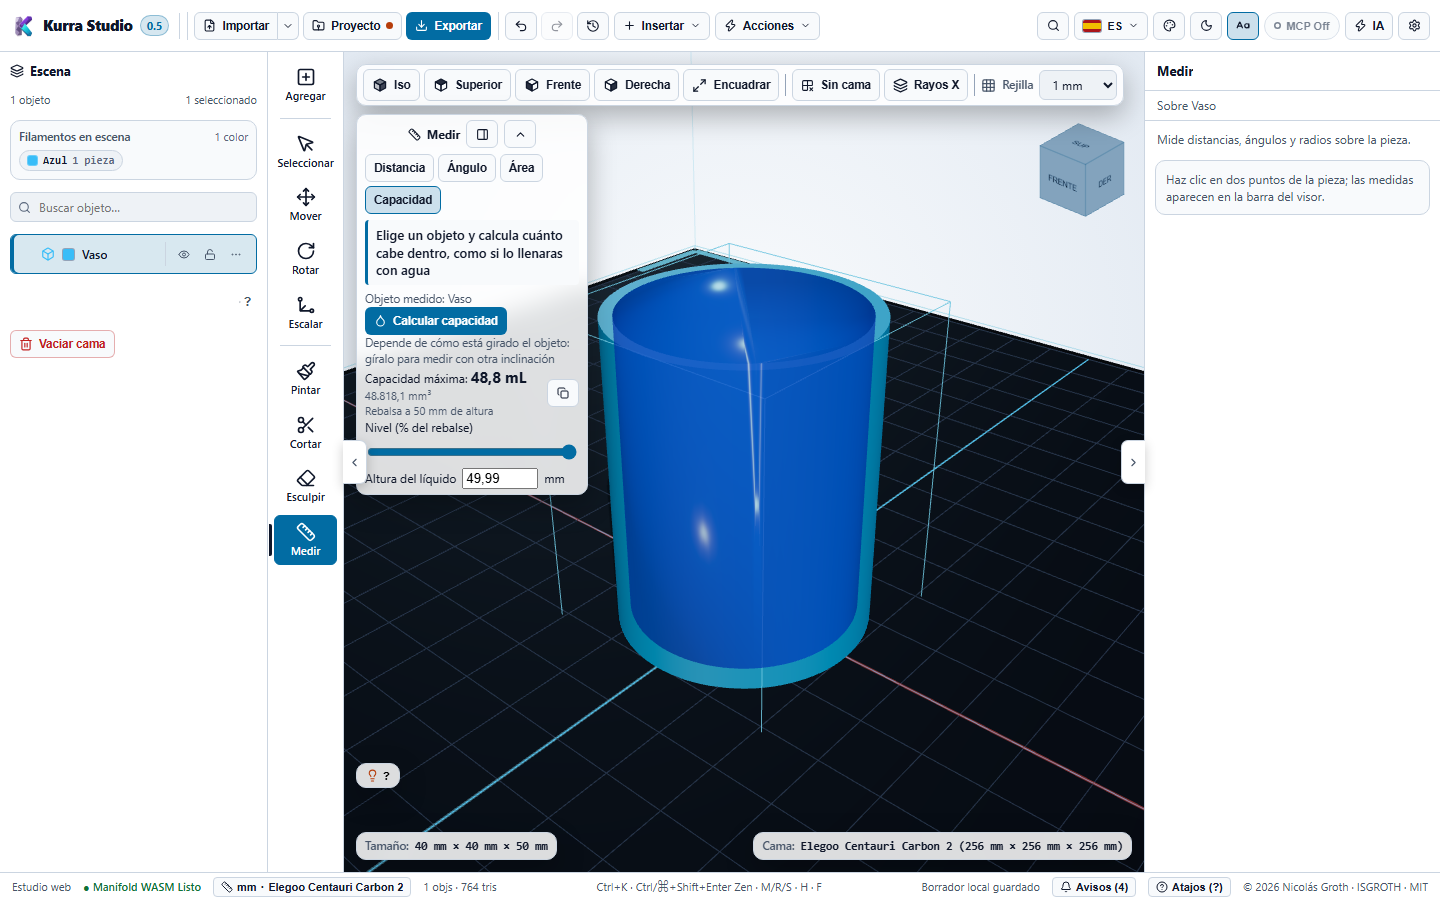 Kurra Studio 0.5 Importar Proyecto Exportar Insertar Acciones ES Aa MCP Off IA
Escena
1 objeto 1 seleccionado
Filamentos en escena 1 color
Azul 1 pieza
Buscar objeto...
Vaso
?
Vaciar cama
Agregar
Seleccionar
Mover
Rotar
Escalar
Pintar
Cortar
Esculpir
Medir
Iso Superior Frente Derecha Encuadrar Sin cama Rayos X Rejilla 1 mm
Medir
Distancia Ángulo Área
Capacidad
Elige un objeto y calcula cuánto
cabe dentro, como si lo llenaras
con agua
Objeto medido: Vaso
Calcular capacidad
Depende de cómo está girado el objeto:
gíralo para medir con otra inclinación
Capacidad máxima: 48,8 mL
48.818,1 mm³
Rebalsa a 50 mm de altura
Nivel (% del rebalse)
Altura del líquido 49,99 mm
SUP
FRENTE DER
?
Tamaño: 40 mm × 40 mm × 50 mm
Cama: Elegoo Centauri Carbon 2 (256 mm × 256 mm × 256 mm)
Medir
Sobre Vaso
Mide distancias, ángulos y radios sobre la pieza.
Haz clic en dos puntos de la pieza; las medidas
aparecen en la barra del visor.
Estudio web Manifold WASM Listo mm · Elegoo Centauri Carbon 2 1 objs · 764 tris Ctrl+K · Ctrl/⌘+Shift+Enter Zen · M/R/S · H · F Borrador local guardado Avisos (4) Atajos (?) © 2026 Nicolás Groth · ISGROTH · MIT